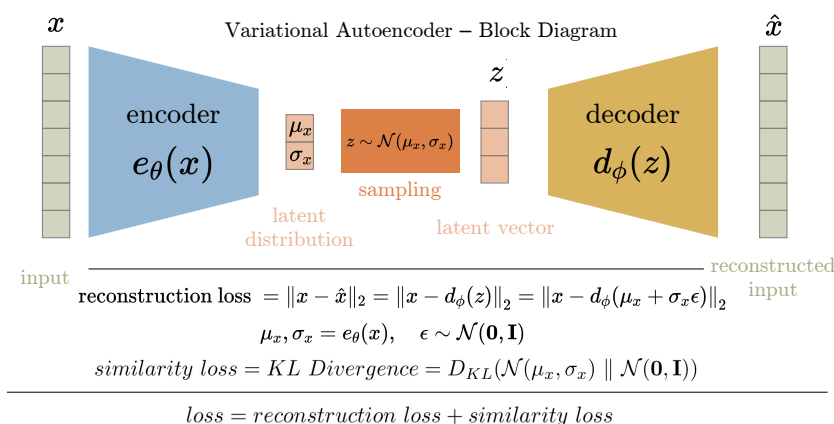 x
Variational Autoencoder – Block Diagram
x̂
z
encoder
e_θ(x)
μ_x
σ_x
z ∼ 𝒩(μ_x, σ_x)
sampling
decoder
d_ϕ(z)
latent
distribution
latent vector
input
reconstructed
input
reconstruction loss = ‖x − x̂‖₂ = ‖x − d_ϕ(z)‖₂ = ‖x − d_ϕ(μ_x + σ_xϵ)‖₂
μ_x, σ_x = e_θ(x), ϵ ∼ 𝒩(0, I)
similarity loss = KL Divergence = D_KL(𝒩(μ_x, σ_x) ‖ 𝒩(0, I))
loss = reconstruction loss + similarity loss